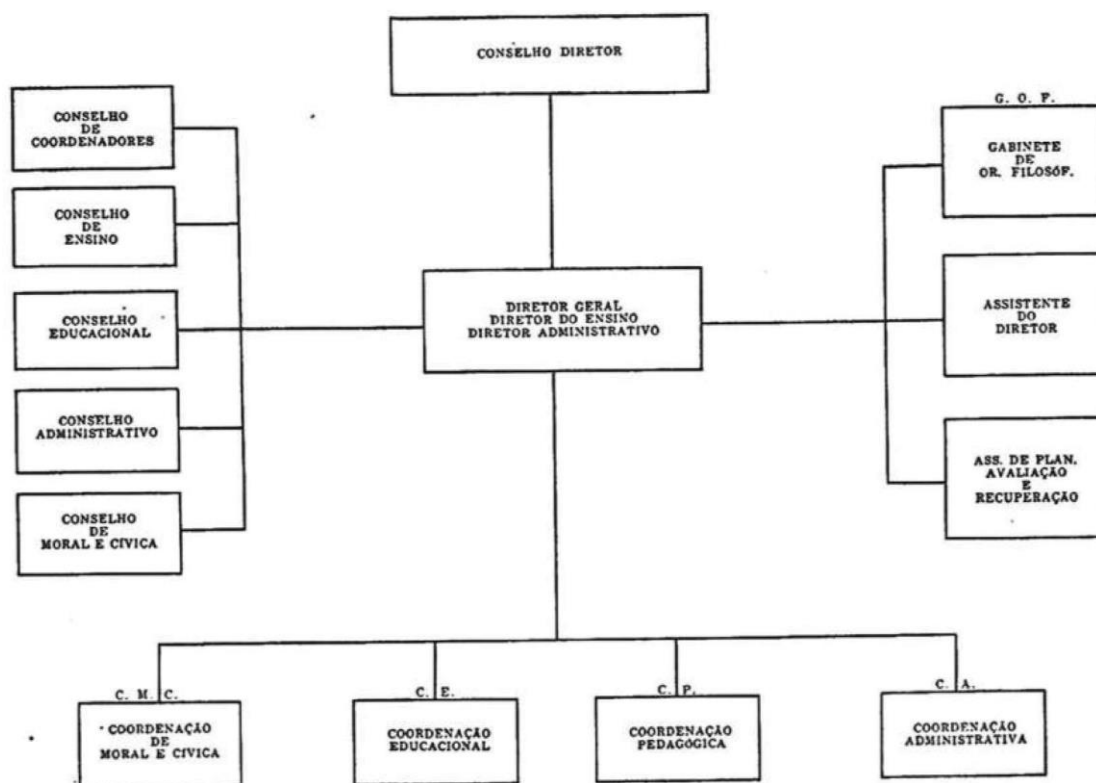 CONSELHO DIRETOR
CONSELHO
DE
COORDENADORES
CONSELHO
DE
ENSINO
CONSELHO
EDUCACIONAL
CONSELHO
ADMINISTRATIVO
CONSELHO
DE
MORAL E CÍVICA
DIRETOR GERAL
DIRETOR DO ENSINO
DIRETOR ADMINISTRATIVO
G. O. F.
GABINETE
DE
OR. FILOSÓF.
ASSISTENTE
DO
DIRETOR
ASS. DE PLAN.
AVALIAÇÃO
E
RECUPERAÇÃO
C. M. C.
COORDENAÇÃO
DE
MORAL E CÍVICA
C. E.
COORDENAÇÃO
EDUCACIONAL
C. P.
COORDENAÇÃO
PEDAGÓGICA
C. A.
COORDENAÇÃO
ADMINISTRATIVA